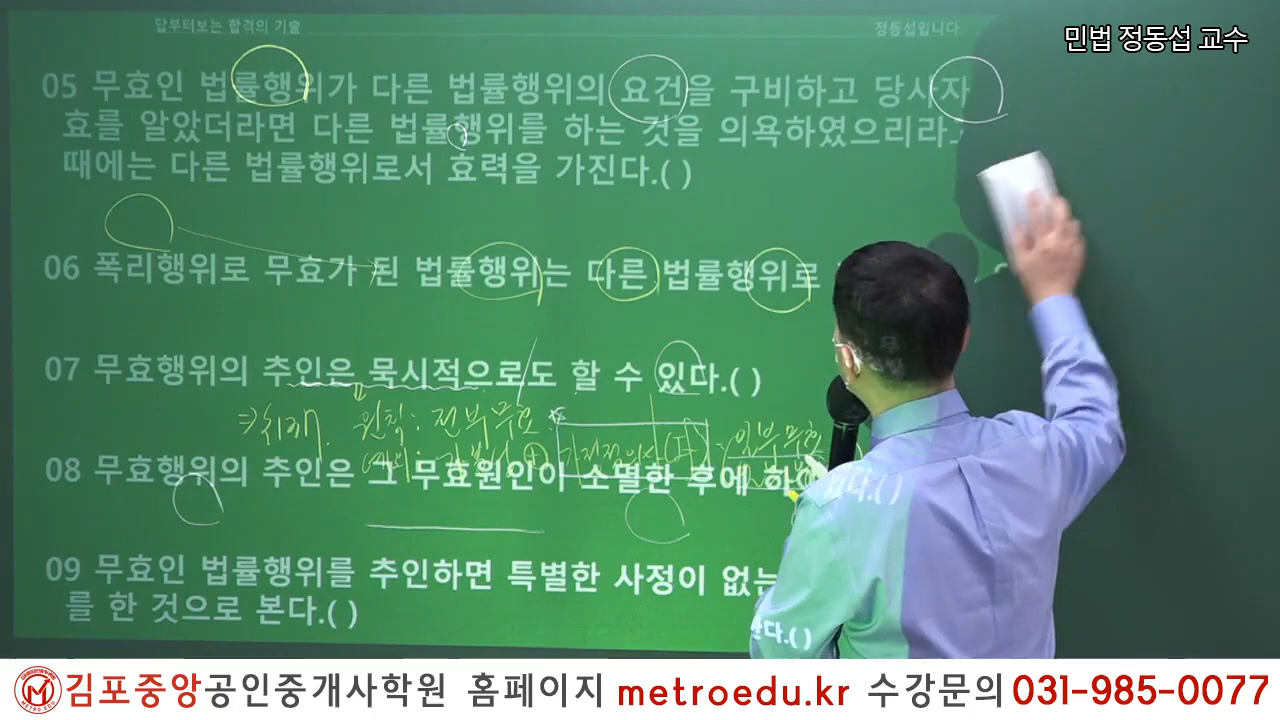 답부터보는 합격의 기술
정동섭입니다
민법 정동섭 교수
05 무효인 법률행위가 다른 법률행위의 요건을 구비하고 당사자
효를 알았더라면 다른 법률행위를 하는 것을 의욕하였으리라
때에는 다른 법률행위로서 효력을 가진다.( )
06 폭리행위로 무효가 된 법률행위는 다른 법률행위로
07 무효행위의 추인은 묵시적으로도 할 수 있다.( )
원칙: 전부무효
일부무효
08 무효행위의 추인은 그 무효원인이 소멸한 후에 하여 한다.( )
09 무효인 법률행위를 추인하면 특별한 사정이 없는
를 한 것으로 본다.( )
한다.( )
김포중앙공인중개사학원 홈페이지 metroedu.kr 수강문의 031-985-0077
METRO EDU